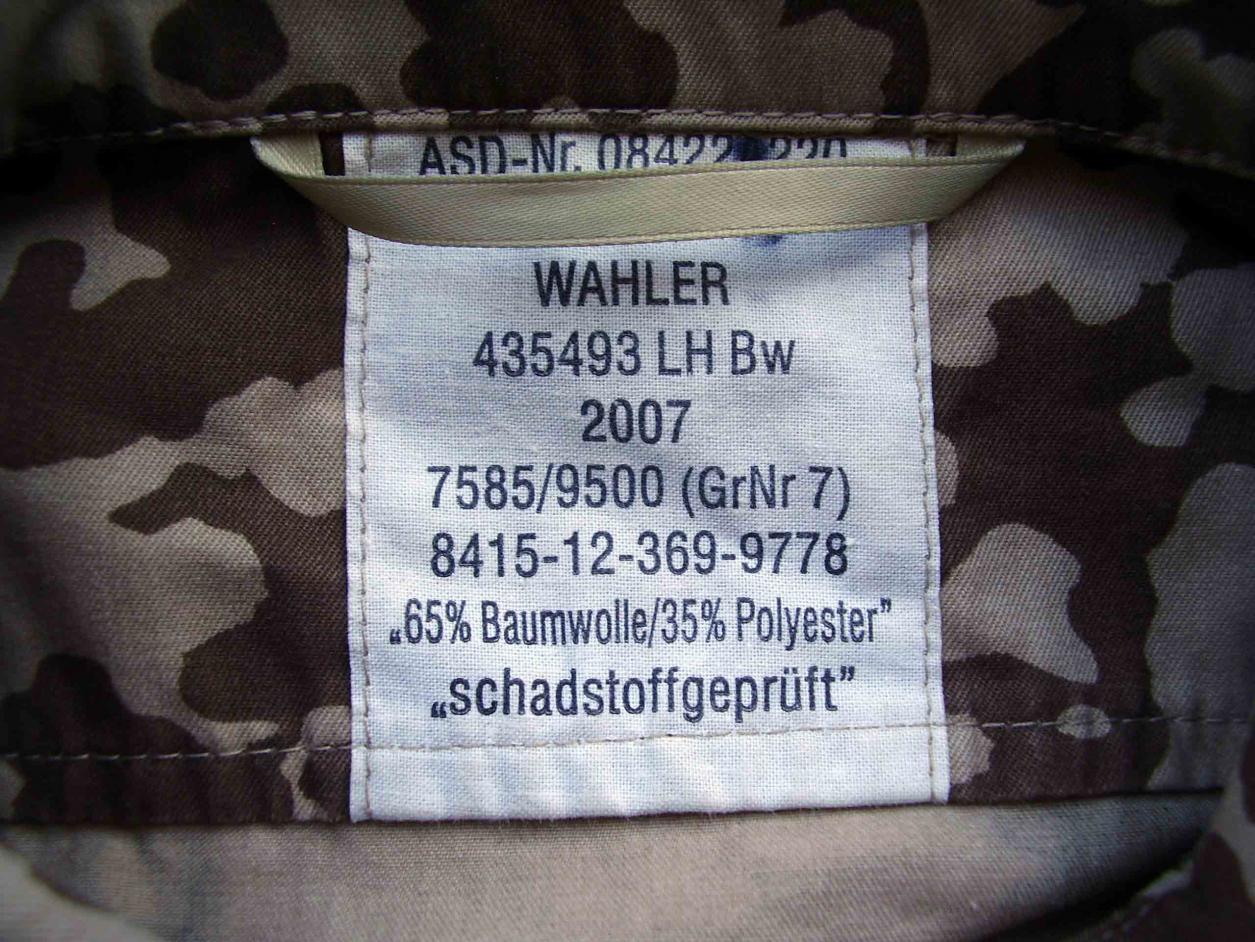 ASD-Nr. 08422 220
WAHLER
435493 LH Bw
2007
7585/9500 (GrNr 7)
8415-12-369-9778
„65% Baumwolle/35% Polyester”
„schadstoffgeprüft”